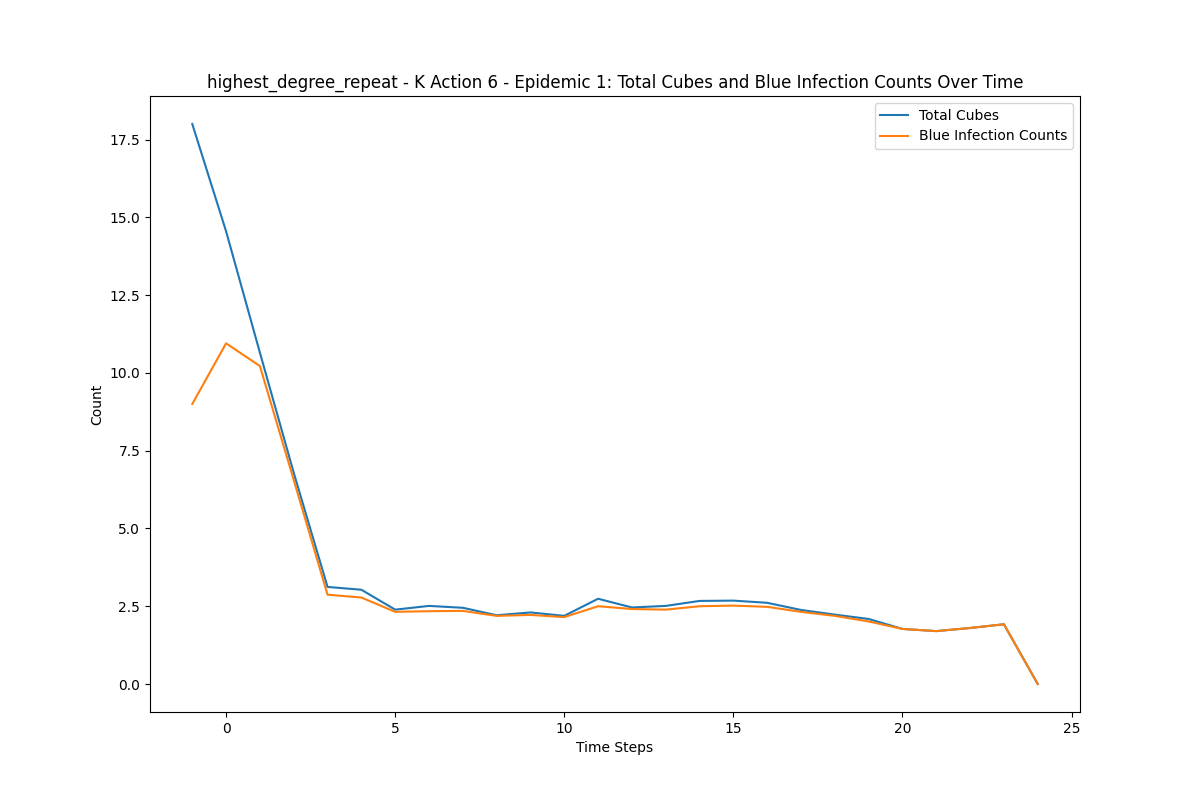 highest_degree_repeat - K Action 6 - Epidemic 1: Total Cubes and Blue Infection Counts Over Time
Total Cubes
Blue Infection Counts
17.5
15.0
12.5
10.0
7.5
5.0
2.5
0.0
Count
0 5 10 15 20 25
Time Steps